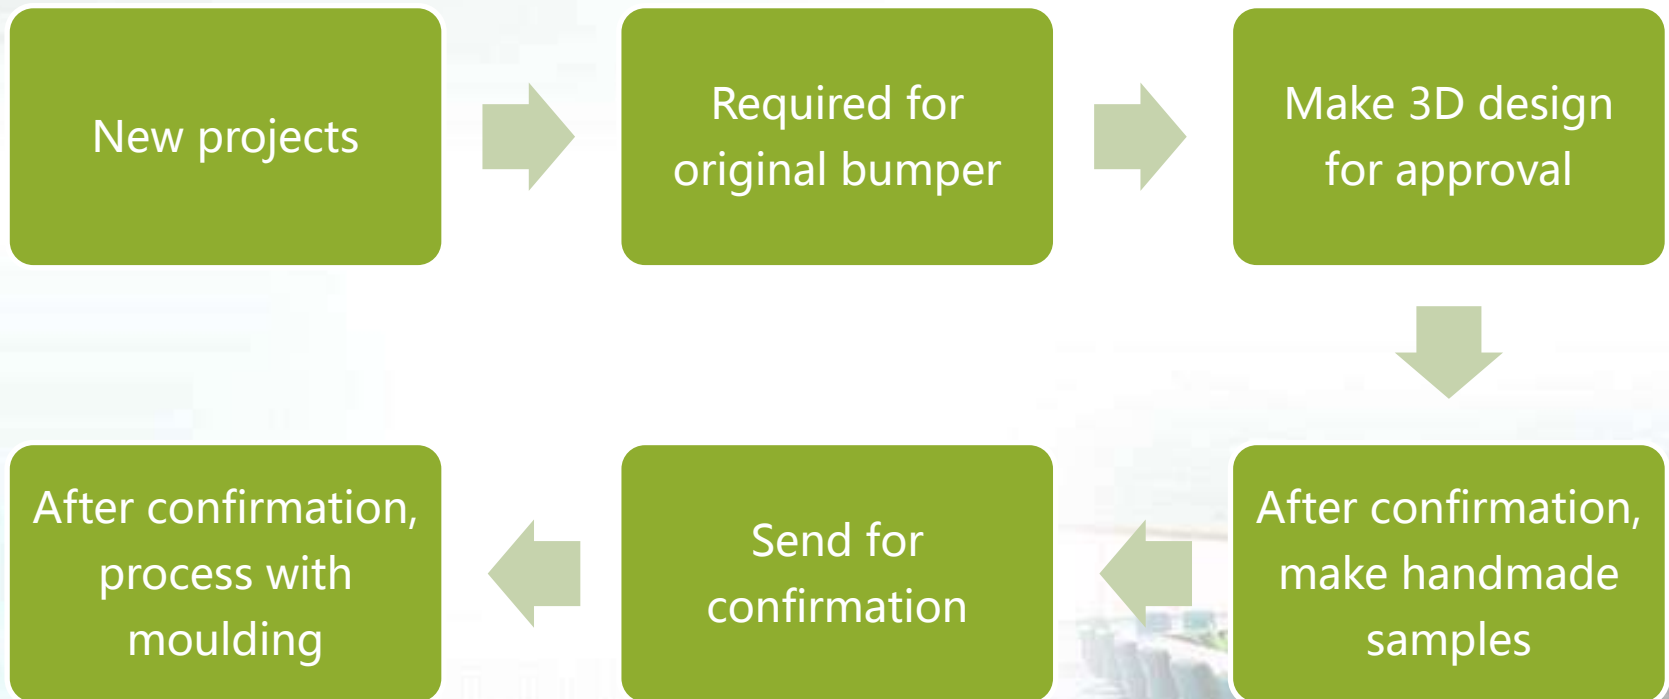 New projects
Required for
original bumper
Make 3D design
for approval
After confirmation,
make handmade
samples
Send for
confirmation
After confirmation,
process with
moulding